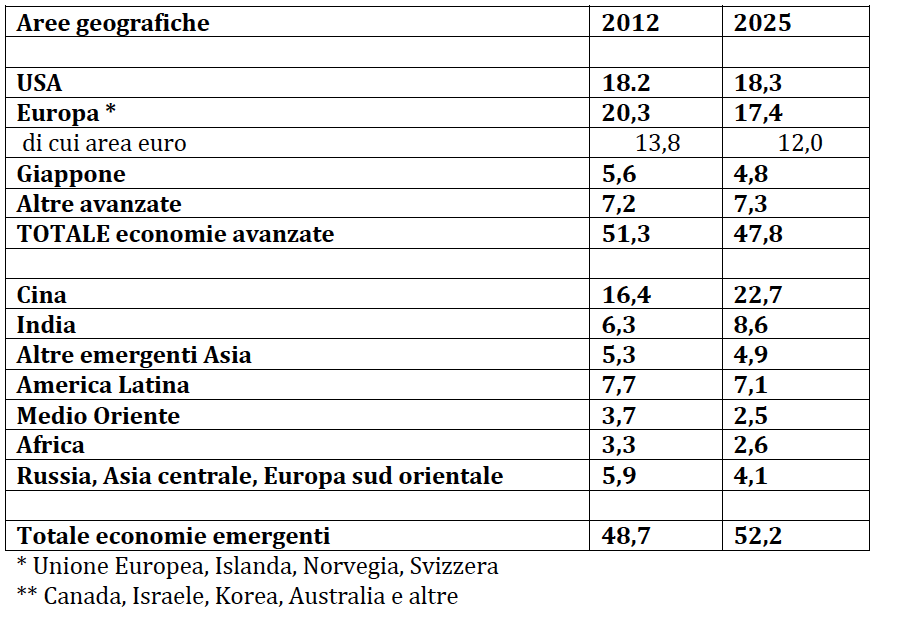 Aree geografiche 2012 2025
USA 18.2 18,3
Europa * 20,3 17,4
di cui area euro 13,8 12,0
Giappone 5,6 4,8
Altre avanzate 7,2 7,3
TOTALE economie avanzate 51,3 47,8
Cina 16,4 22,7
India 6,3 8,6
Altre emergenti Asia 5,3 4,9
America Latina 7,7 7,1
Medio Oriente 3,7 2,5
Africa 3,3 2,6
Russia, Asia centrale, Europa sud orientale 5,9 4,1
Totale economie emergenti 48,7 52,2
* Unione Europea, Islanda, Norvegia, Svizzera
** Canada, Israele, Korea, Australia e altre